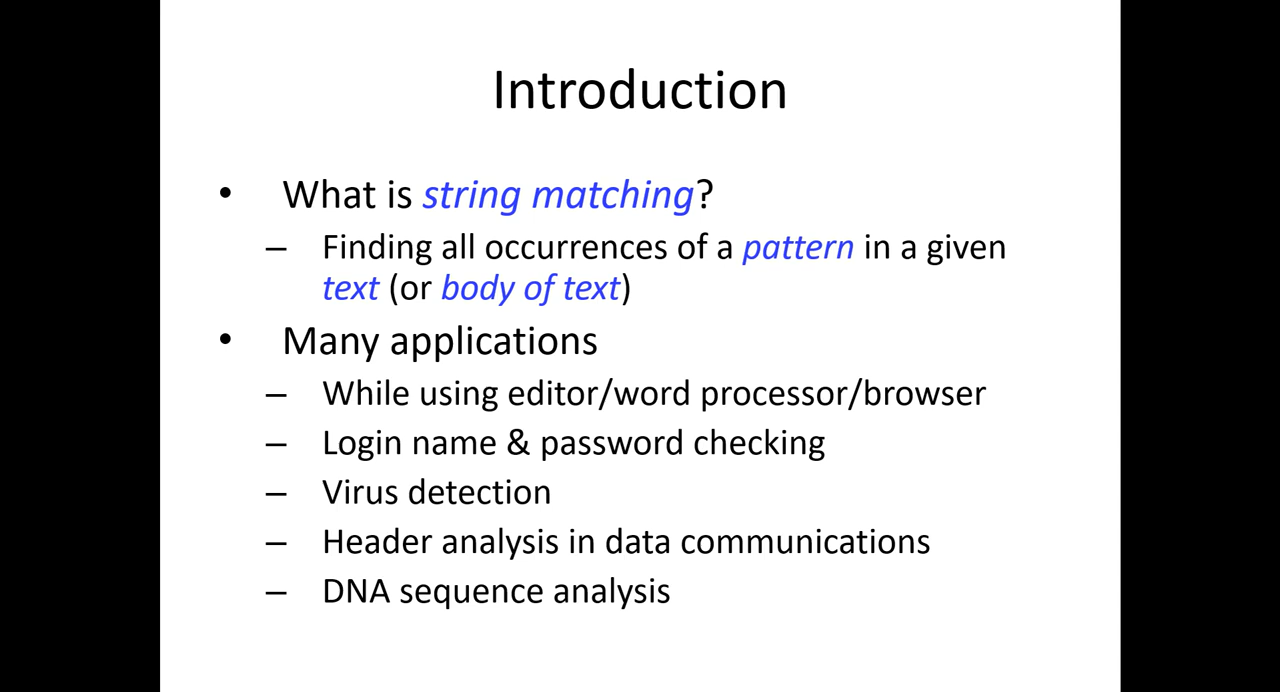 Introduction
• What is string matching?
– Finding all occurrences of a pattern in a given
text (or body of text)
• Many applications
– While using editor/word processor/browser
– Login name & password checking
– Virus detection
– Header analysis in data communications
– DNA sequence analysis